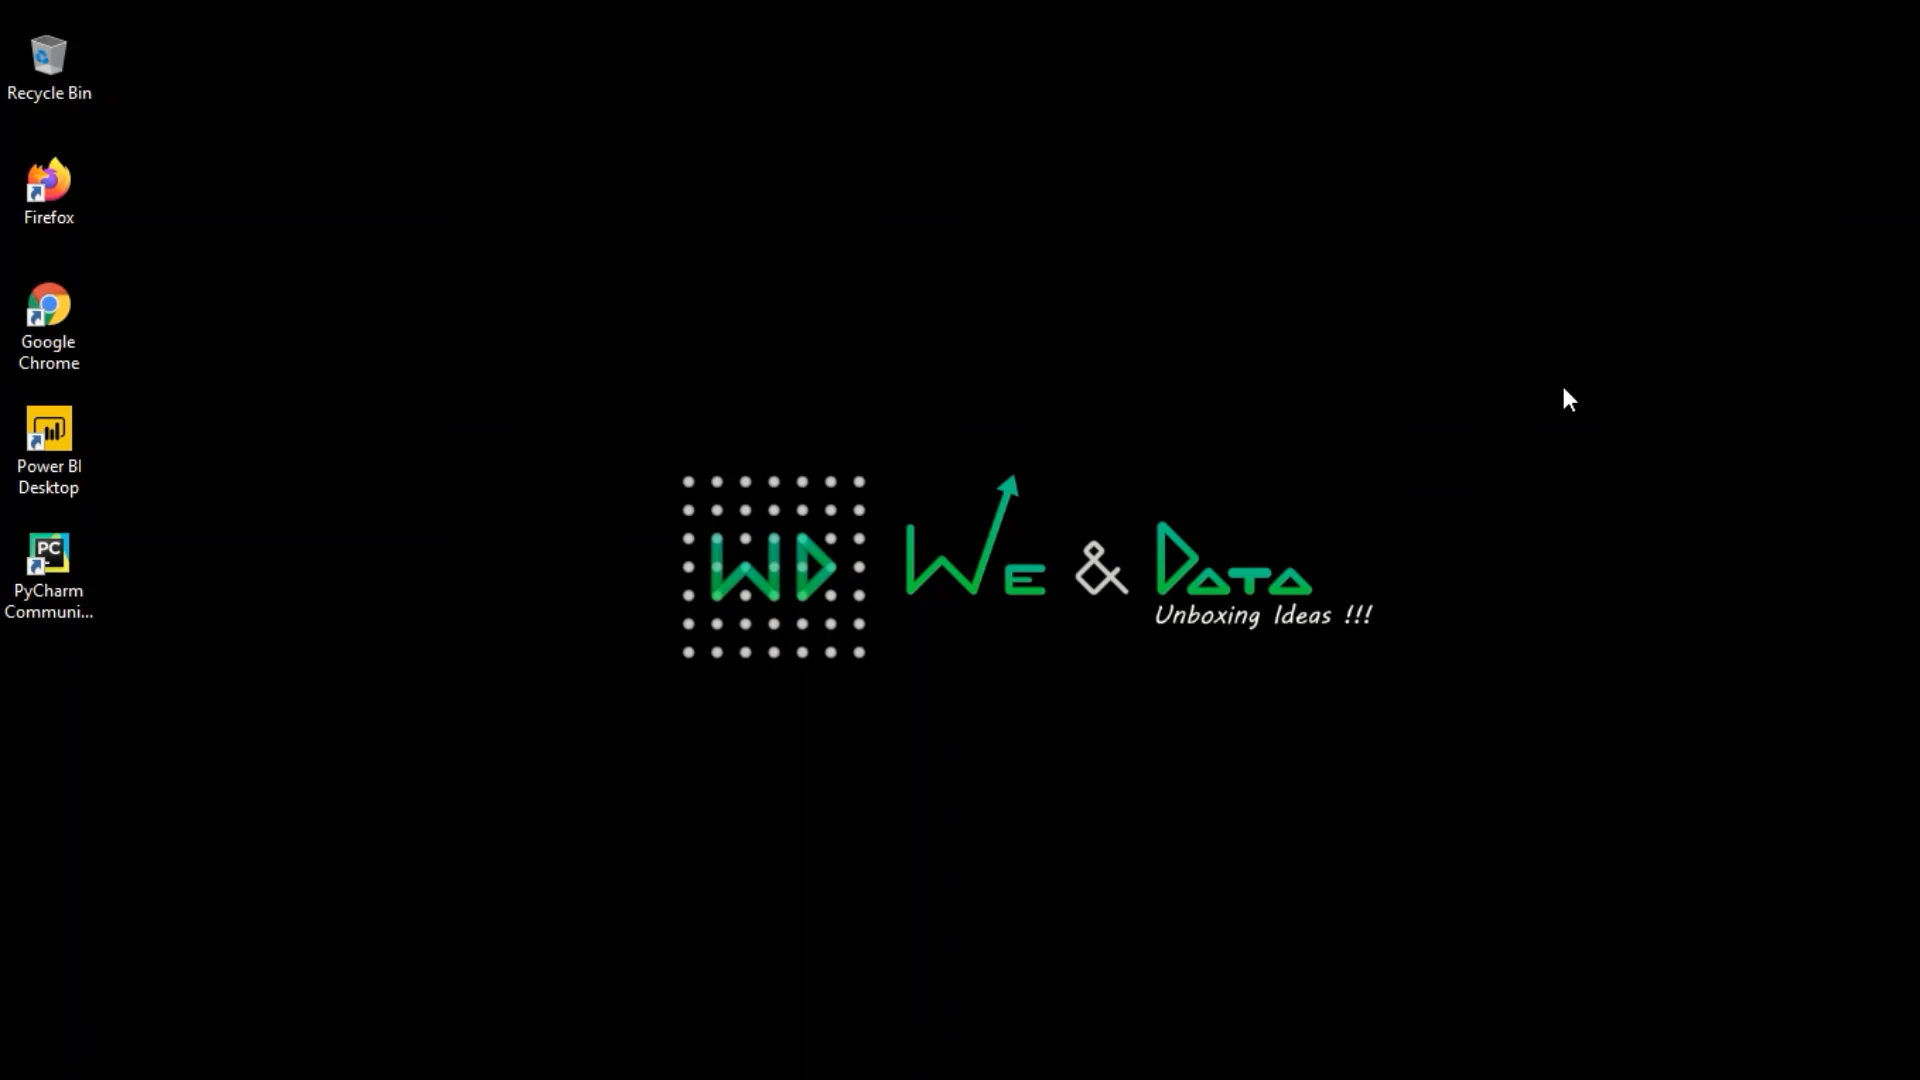 Recycle Bin
Firefox
Google
Chrome
Power BI
Desktop
PC
PyCharm
Communi...
WD
We & Data
Unboxing Ideas !!!